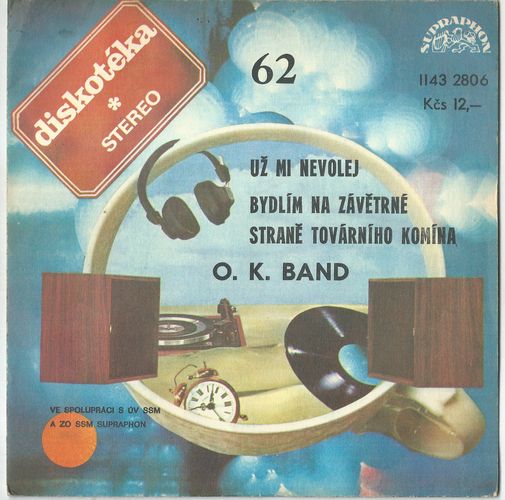 diskotéka
*
STEREO
62
SUPRAPHON
1143 2806
Kčs 12,—
UŽ MI NEVOLEJ
BYDLÍM NA ZÁVĚTRNÉ
STRANĚ TOVÁRNÍHO KOMÍNA
O. K. BAND
VE SPOLUPRÁCI S ÚV SSM
A ZO SSM SUPRAPHON